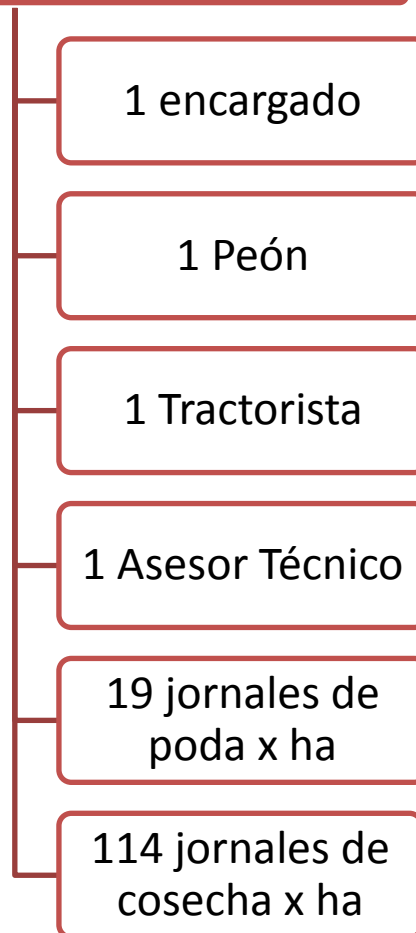 1 encargado
1 Peón
1 Tractorista
1 Asesor Técnico
19 jornales de
poda x ha
114 jornales de
cosecha x ha